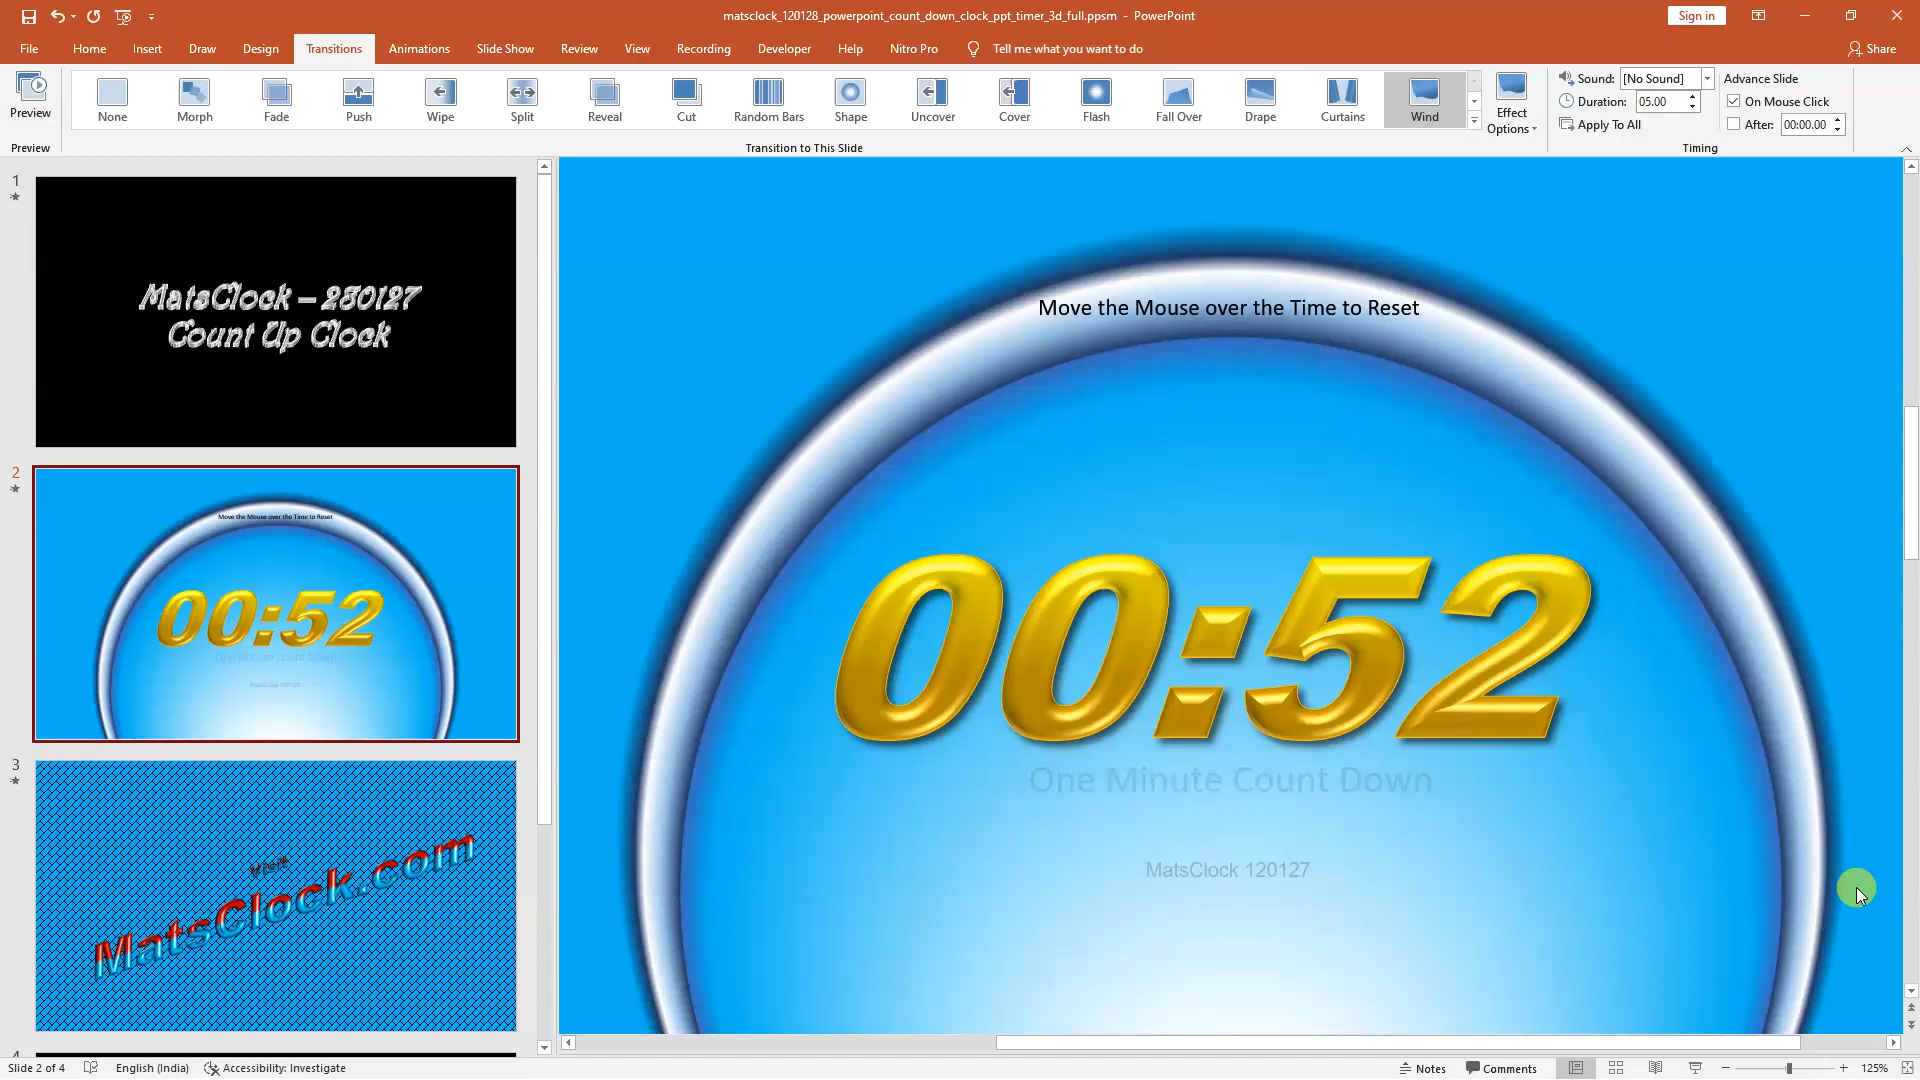 matsclock_120128_powerpoint_count_down_clock_ppt_timer_3d_full.ppsm - PowerPoint
Sign in
File Home Insert Draw Design Transitions Animations Slide Show Review View Recording Developer Help Nitro Pro Tell me what you want to do Share
Preview
None Morph Fade Push Wipe Split Reveal Cut Random Bars Shape Uncover Cover Flash Fall Over Drape Curtains Wind
Effect Options
Sound: [No Sound]
Duration: 05.00
Apply To All
Advance Slide
On Mouse Click
After: 00:00.00
Preview
Transition to This Slide
Timing
1
MatsClock – 230127
Count Up Clock
2
Move the Mouse over the Time to Reset
00:52
One Minute Count Down
3
Visit
MatsClock.com
4
Move the Mouse over the Time to Reset
00:52
One Minute Count Down
MatsClock 120127
Slide 2 of 4
English (India)
Accessibility: Investigate
Notes
Comments
125%